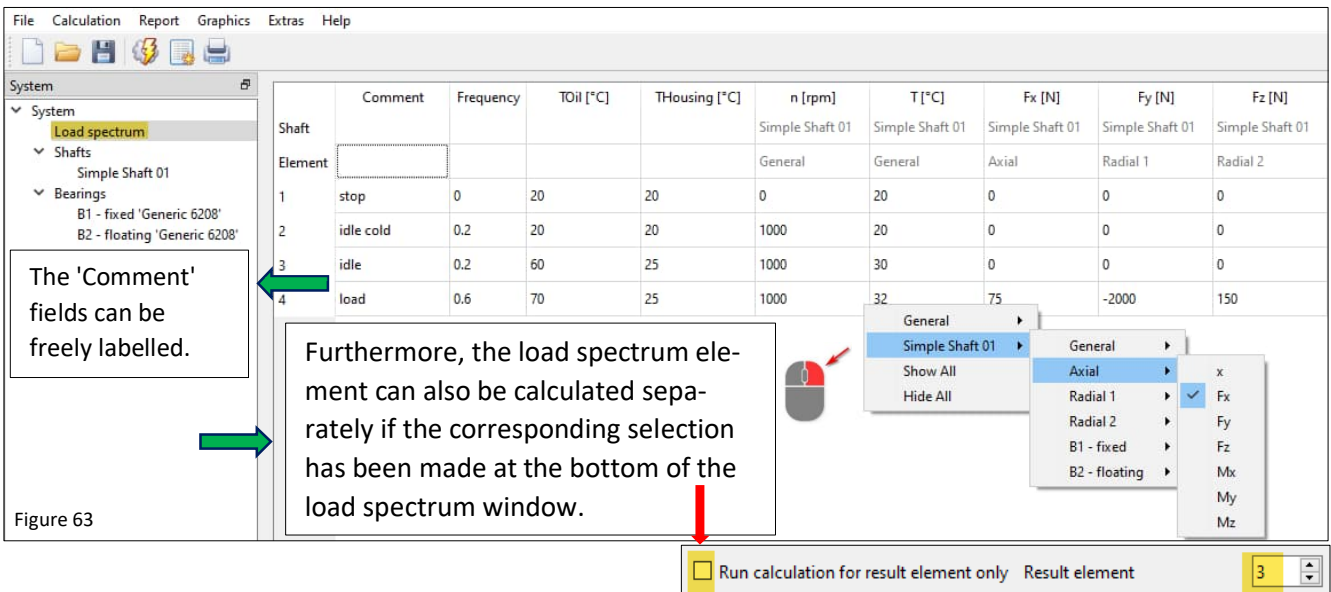 File Calculation Report Graphics Extras Help
System
System
Load spectrum
Shafts
Simple Shaft 01
Bearings
B1 - fixed 'Generic 6208'
B2 - floating 'Generic 6208'
Comment Frequency TOil [°C] THousing [°C] n [rpm] T [°C] Fx [N] Fy [N] Fz [N]
Shaft Simple Shaft 01 Simple Shaft 01 Simple Shaft 01 Simple Shaft 01 Simple Shaft 01
Element General General Axial Radial 1 Radial 2
1 stop 0 20 20 0 20 0 0 0
2 idle cold 0.2 20 20 1000 20 0 0 0
3 idle 0.2 60 25 1000 30 0 0 0
4 load 0.6 70 25 1000 32 75 -2000 150
The 'Comment'
fields can be
freely labelled.
Furthermore, the load spectrum ele-
ment can also be calculated sepa-
rately if the corresponding selection
has been made at the bottom of the
load spectrum window.
General
Simple Shaft 01
Show All
Hide All
General
Axial
Radial 1
Radial 2
B1 - fixed
B2 - floating
x
Fx
Fy
Fz
Mx
My
Mz
Figure 63
Run calculation for result element only Result element 3